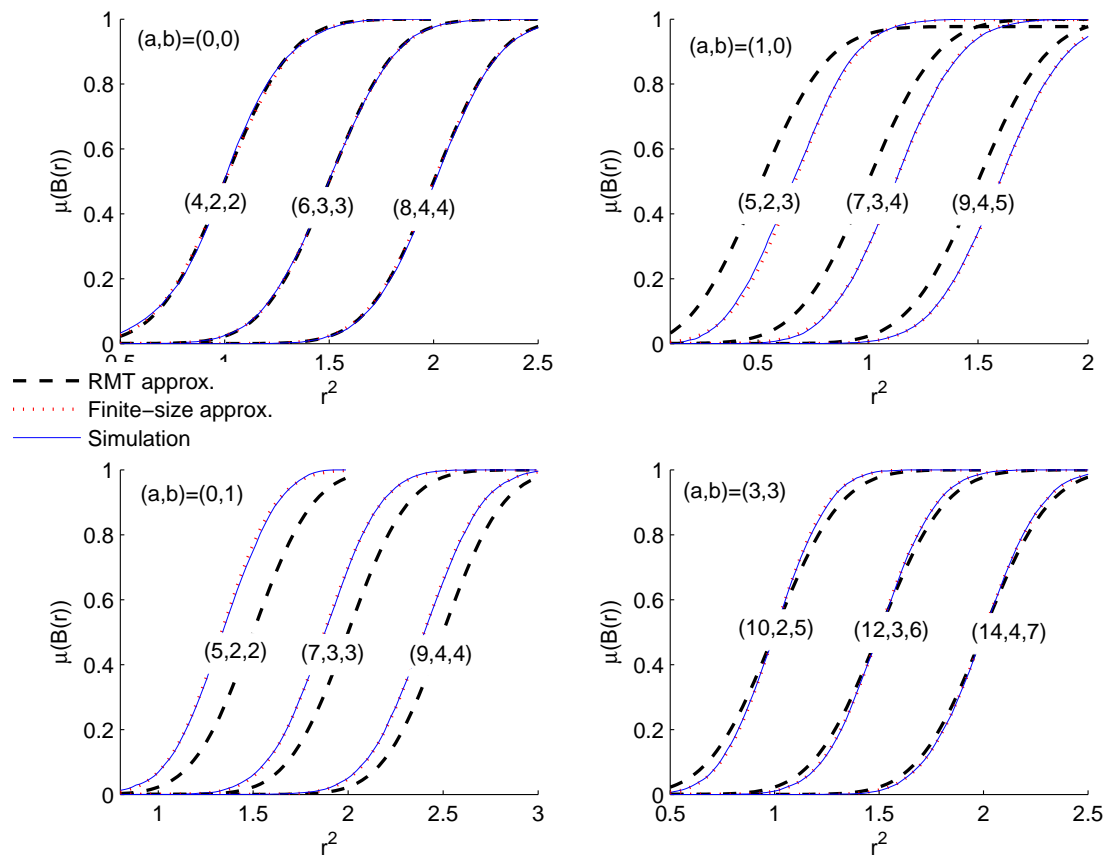 (a,b)=(0,0)
μ(B(r))
1
0.8
0.6
0.4
0.2
0
(4,2,2)
(6,3,3)
(8,4,4)
0.5 1 1.5 2 2.5
r²
(a,b)=(1,0)
μ(B(r))
1
0.8
0.6
0.4
0.2
0
(5,2,3)
(7,3,4)
(9,4,5)
0.5 1 1.5 2
r²
RMT approx.
Finite−size approx.
Simulation
(a,b)=(0,1)
μ(B(r))
1
0.8
0.6
0.4
0.2
0
(5,2,2)
(7,3,3)
(9,4,4)
1 1.5 2 2.5 3
r²
(a,b)=(3,3)
μ(B(r))
1
0.8
0.6
0.4
0.2
0
(10,2,5)
(12,3,6)
(14,4,7)
0.5 1 1.5 2 2.5
r²